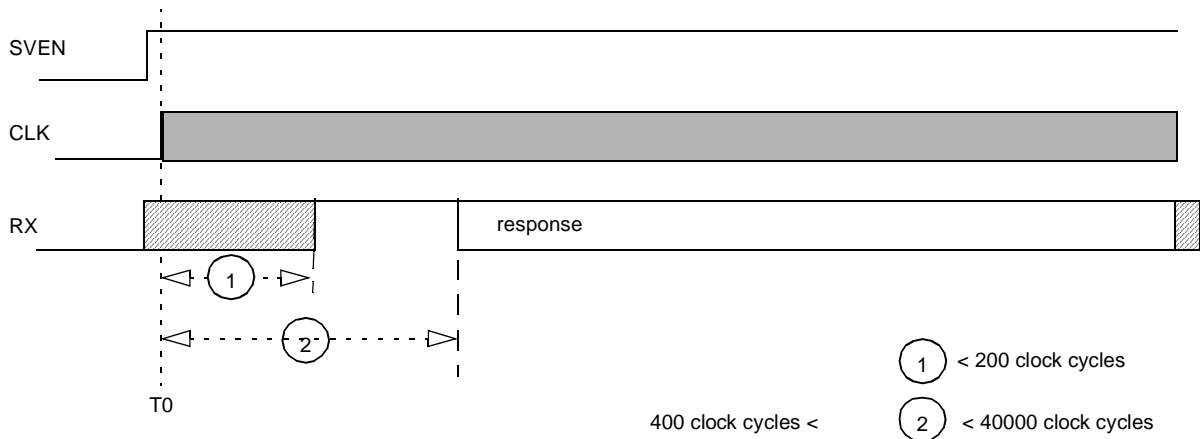 SVEN
CLK
RX
response
1
2
T0
1 < 200 clock cycles
400 clock cycles < 2 < 40000 clock cycles